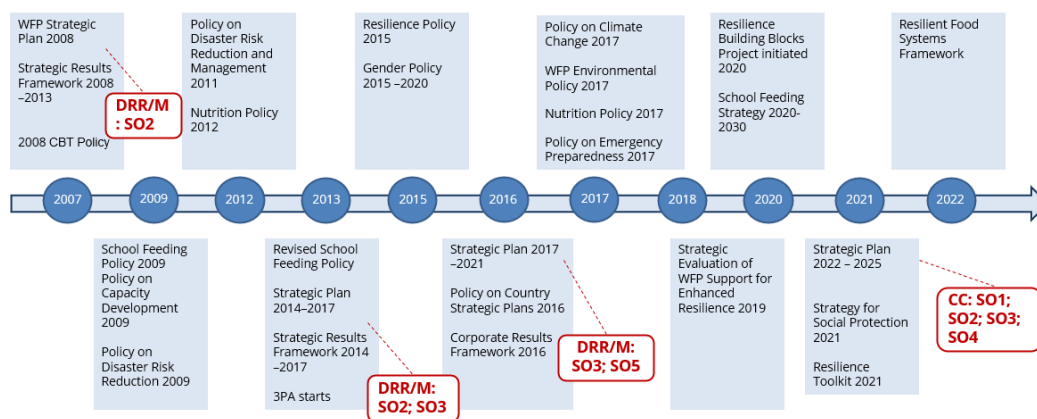 WFP Strategic
Plan 2008
Strategic Results
Framework 2008
–2013
2008 CBT Policy
DRR/M
: SO2
Policy on
Disaster Risk
Reduction and
Management
2011
Nutrition Policy
2012
Resilience Policy
2015
Gender Policy
2015 –2020
Policy on Climate
Change 2017
WFP Environmental
Policy 2017
Nutrition Policy 2017
Policy on Emergency
Preparedness 2017
Resilience
Building Blocks
Project initiated
2020
School Feeding
Strategy 2020-
2030
Resilient Food
Systems
Framework
2007
2009
2012
2013
2015
2016
2017
2018
2020
2021
2022
School Feeding
Policy 2009
Policy on
Capacity
Development
2009
Policy on
Disaster Risk
Reduction 2009
Revised School
Feeding Policy
Strategic Plan
2014–2017
Strategic Results
Framework 2014
–2017
3PA starts
DRR/M:
SO2; SO3
Strategic Plan 2017
–2021
Policy on Country
Strategic Plans 2016
Corporate Results
Framework 2016
DRR/M:
SO3; SO5
Strategic
Evaluation of
WFP Support for
Enhanced
Resilience 2019
Strategic Plan
2022 – 2025
Strategy for
Social Protection
2021
Resilience
Toolkit 2021
CC: SO1;
SO2; SO3;
SO4